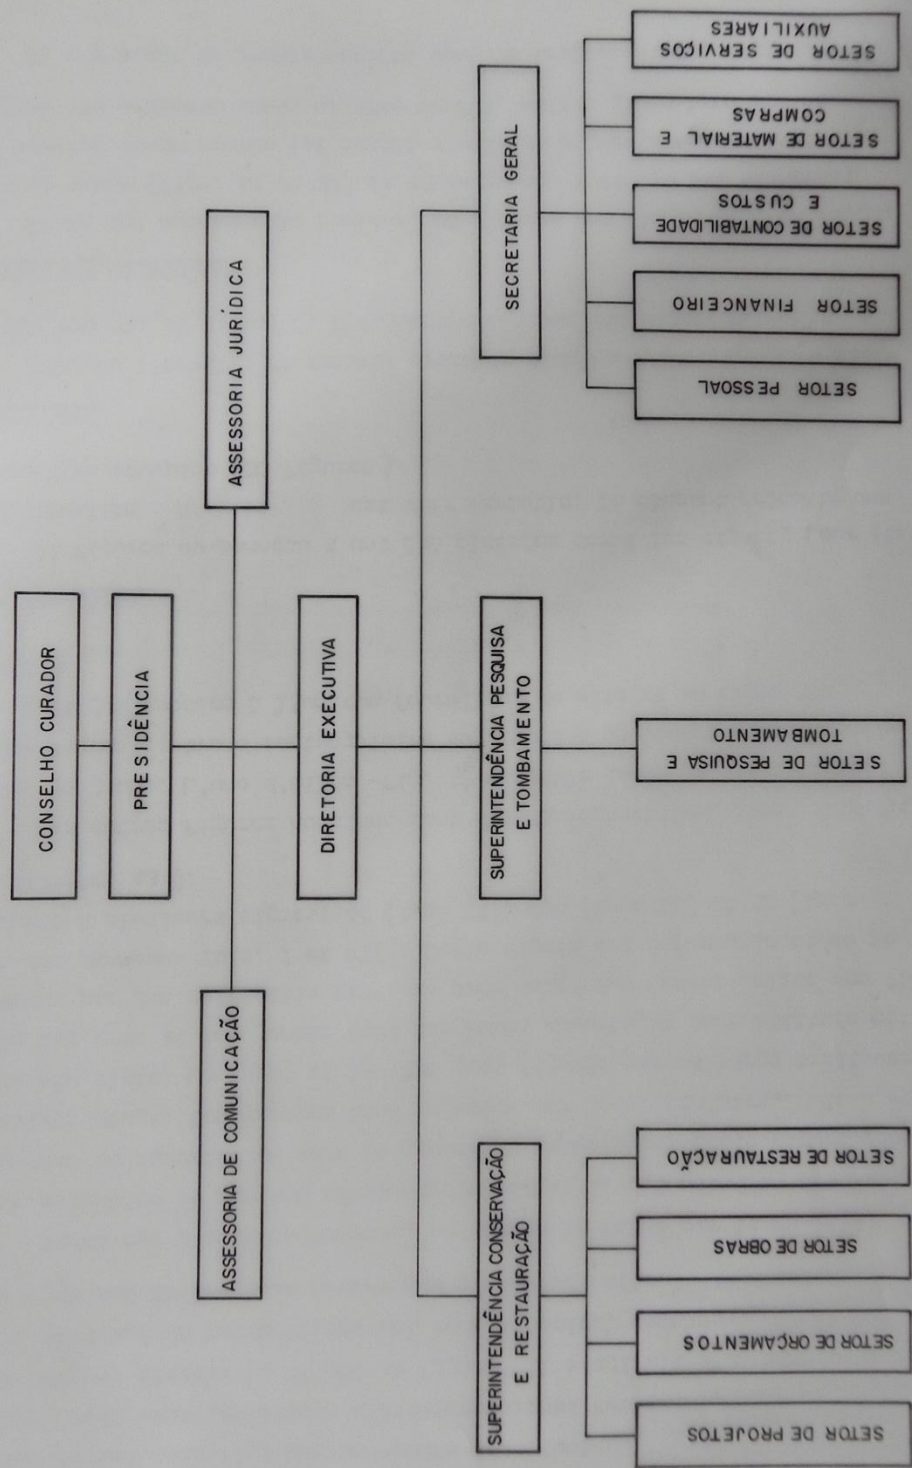 CONSELHO CURADOR
PRESIDÊNCIA
ASSESSORIA DE COMUNICAÇÃO
ASSESSORIA JURÍDICA
DIRETORIA EXECUTIVA
SUPERINTENDÊNCIA CONSERVAÇÃO
E RESTAURAÇÃO
SUPERINTENDÊNCIA PESQUISA
E TOMBAMENTO
SECRETARIA GERAL
SETOR DE PROJETOS
SETOR DE ORÇAMENTOS
SETOR DE OBRAS
SETOR DE RESTAURAÇÃO
SETOR DE PESQUISA E
TOMBAMENTO
SETOR PESSOAL
SETOR FINANCEIRO
SETOR DE CONTABILIDADE
E CUSTOS
SETOR DE MATERIAL E
COMPRAS
SETOR DE SERVIÇOS
AUXILIARES